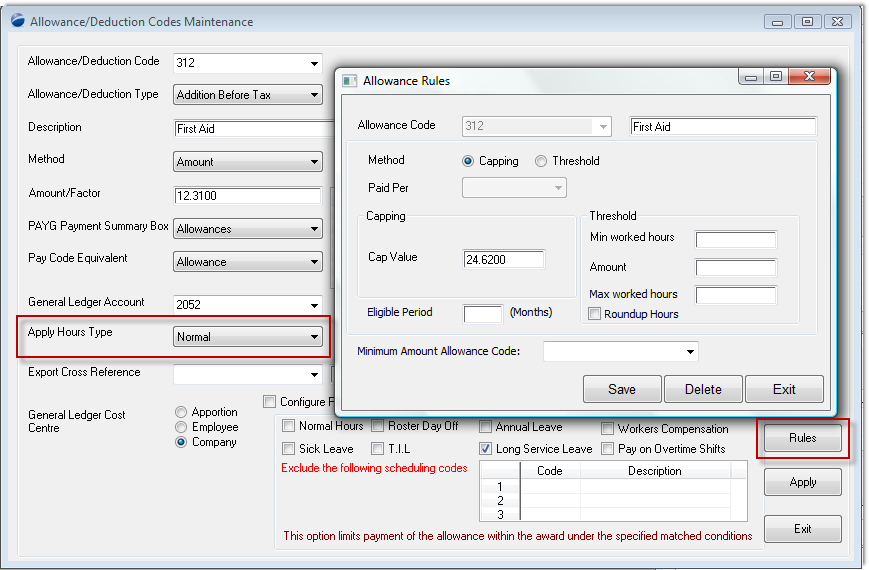 Allowance/Deduction Codes Maintenance
Allowance/Deduction Code 312
Allowance/Deduction Type Addition Before Tax
Description First Aid
Method Amount
Amount/Factor 12.3100
PAYG Payment Summary Box Allowances
Pay Code Equivalent Allowance
General Ledger Account 2052
Apply Hours Type Normal
Export Cross Reference
General Ledger Cost
Centre
Apportion
Employee
Company
Allowance Rules
Allowance Code 312 First Aid
Method Capping Threshold
Paid Per
Capping
Cap Value 24.6200
Threshold
Min worked hours
Amount
Max worked hours
Roundup Hours
Eligible Period (Months)
Minimum Amount Allowance Code:
Save Delete Exit
Configure
Normal Hours Roster Day Off Annual Leave Workers Compensation
Sick Leave T.I.L Long Service Leave Pay on Overtime Shifts
Exclude the following scheduling codes
Code Description
1
2
3
This option limits payment of the allowance within the award under the specified matched conditions
Rules
Apply
Exit